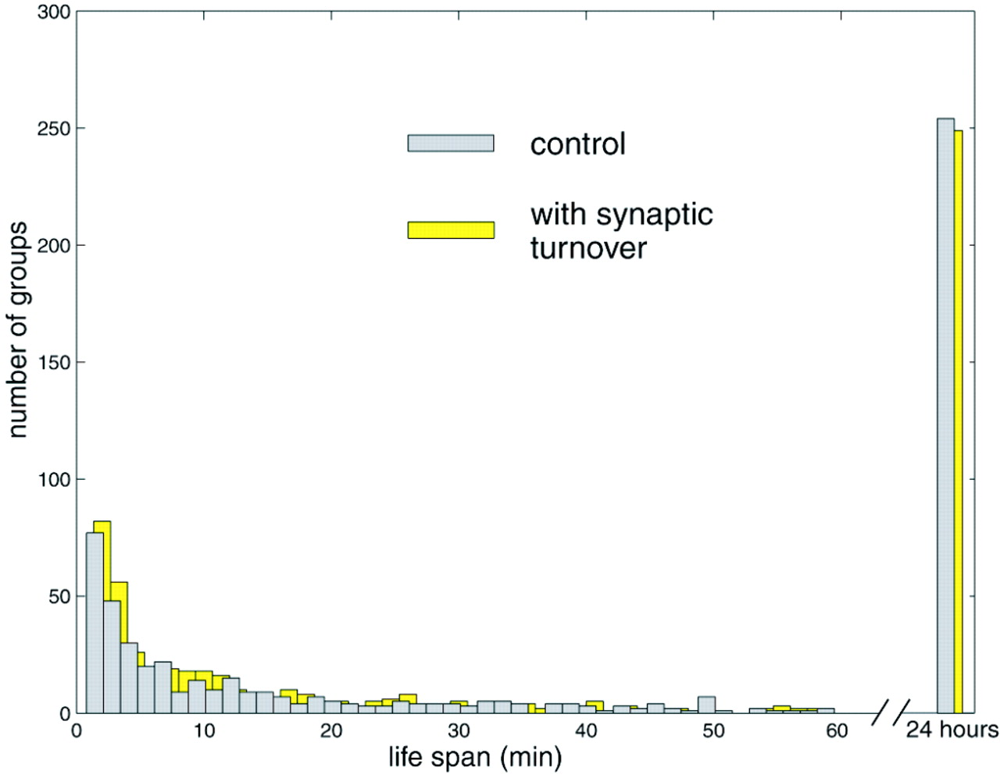 300
250
200
150
100
50
0
number of groups
control
with synaptic
turnover
0 10 20 30 40 50 60 24 hours
life span (min)